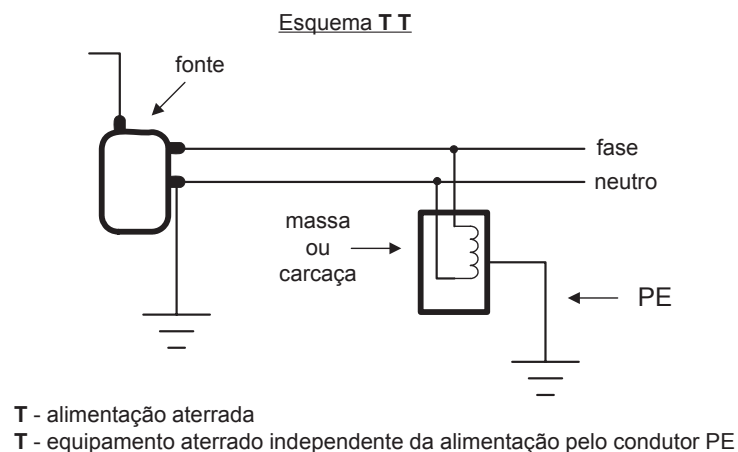 Esquema T T
fonte
fase
neutro
massa
ou
carcaça
PE
T - alimentação aterrada
T - equipamento aterrado independente da alimentação pelo condutor PE